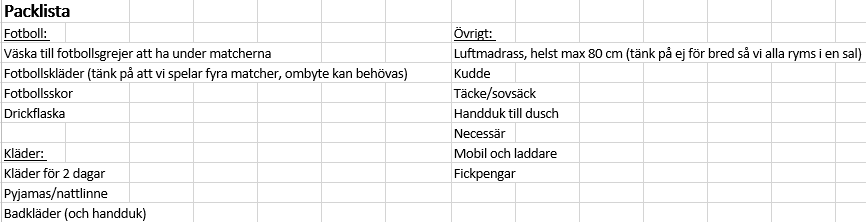 Packlista
Fotboll:
Väska till fotbollsgrejer att ha under matcherna
Fotbollskläder (tänk på att vi spelar fyra matcher, ombyte kan behövas)
Fotbollsskor
Drickflaska
Kläder:
Kläder för 2 dagar
Pyjamas/nattlinne
Badkläder (och handduk)
Övrigt:
Luftmadrass, helst max 80 cm (tänk på ej för bred så vi alla ryms i en sal)
Kudde
Täcke/sovsäck
Handduk till dusch
Necessär
Mobil och laddare
Fickpengar